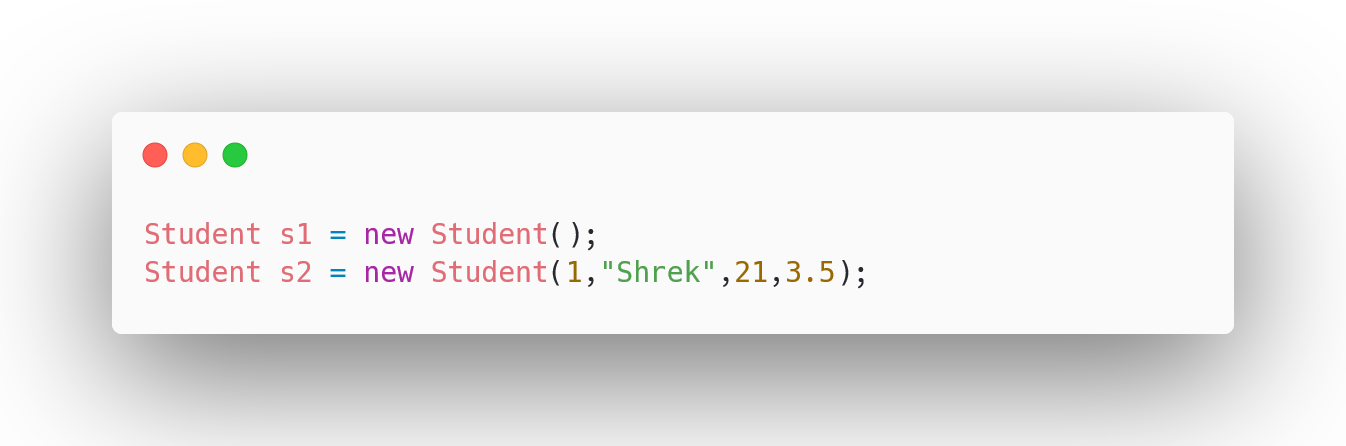 Student s1 = new Student();
Student s2 = new Student(1,"Shrek",21,3.5);